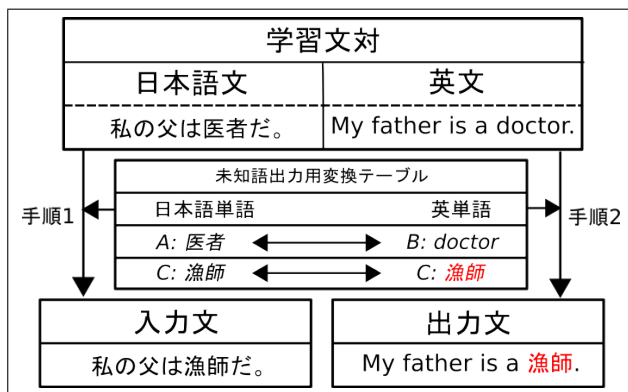 学習文対
日本語文 英文
私の父は医者だ。 My father is a doctor.
未知語出力用変換テーブル
手順1 日本語単語 英単語 手順2
A: 医者 B: doctor
C: 漁師 C: 漁師
入力文 出力文
私の父は漁師だ。 My father is a 漁師.